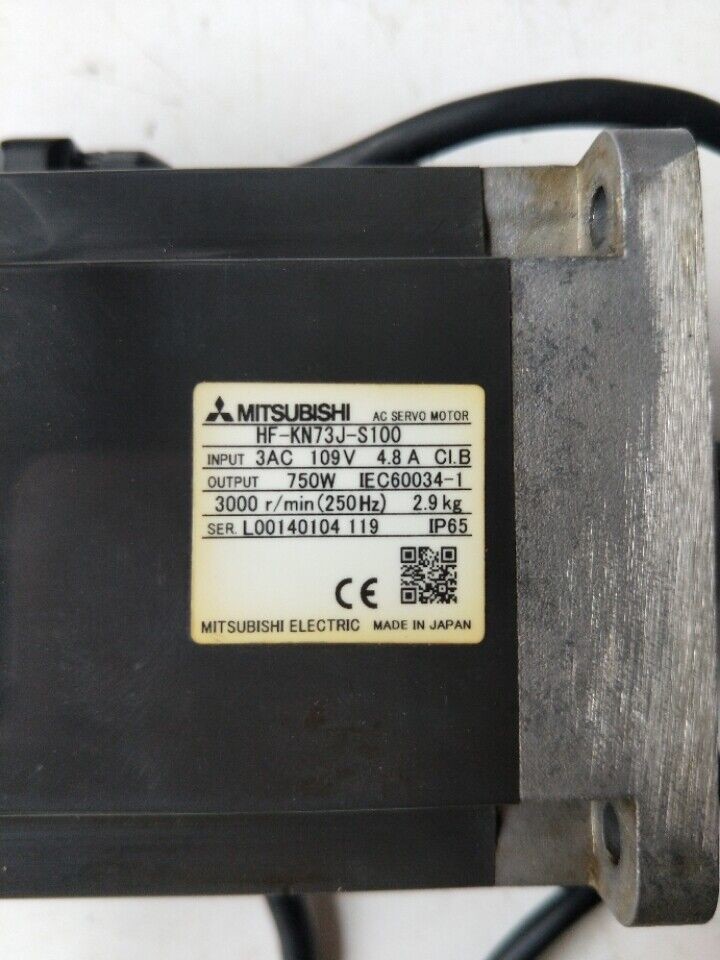 MITSUBISHI AC SERVO MOTOR
HF-KN73J-S100
INPUT 3AC 109V 4.8A CI.B
OUTPUT 750W IEC60034-1
3000 r/min(250Hz) 2.9kg
SER. L00140104 119 IP65
CE
MITSUBISHI ELECTRIC MADE IN JAPAN